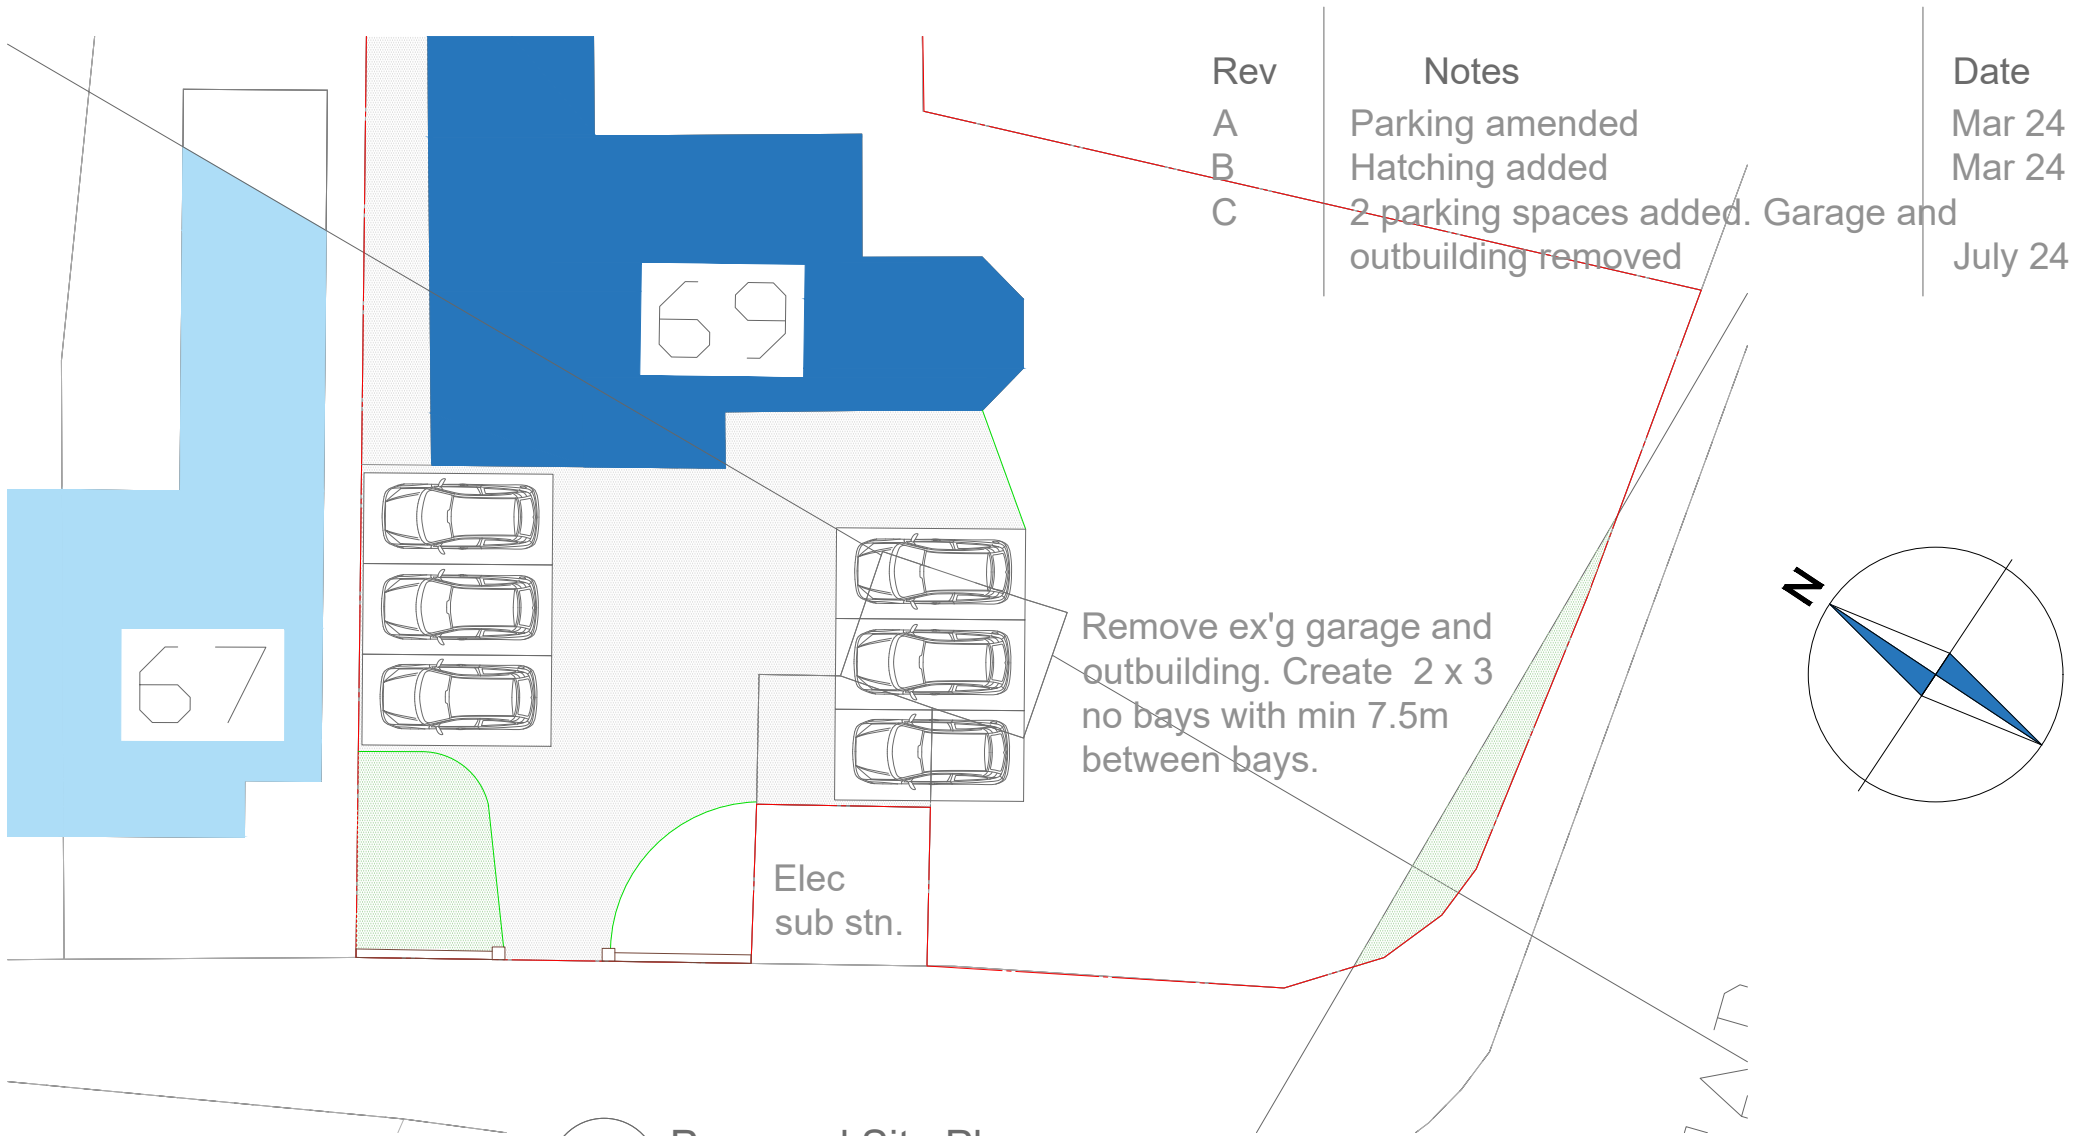 Rev Notes Date
A Parking amended Mar 24
B Hatching added Mar 24
C 2 parking spaces added. Garage and
outbuilding removed July 24
69
N
Remove ex'g garage and
outbuilding. Create 2 x 3
no bays with min 7.5m
between bays.
67
Elec
sub stn.